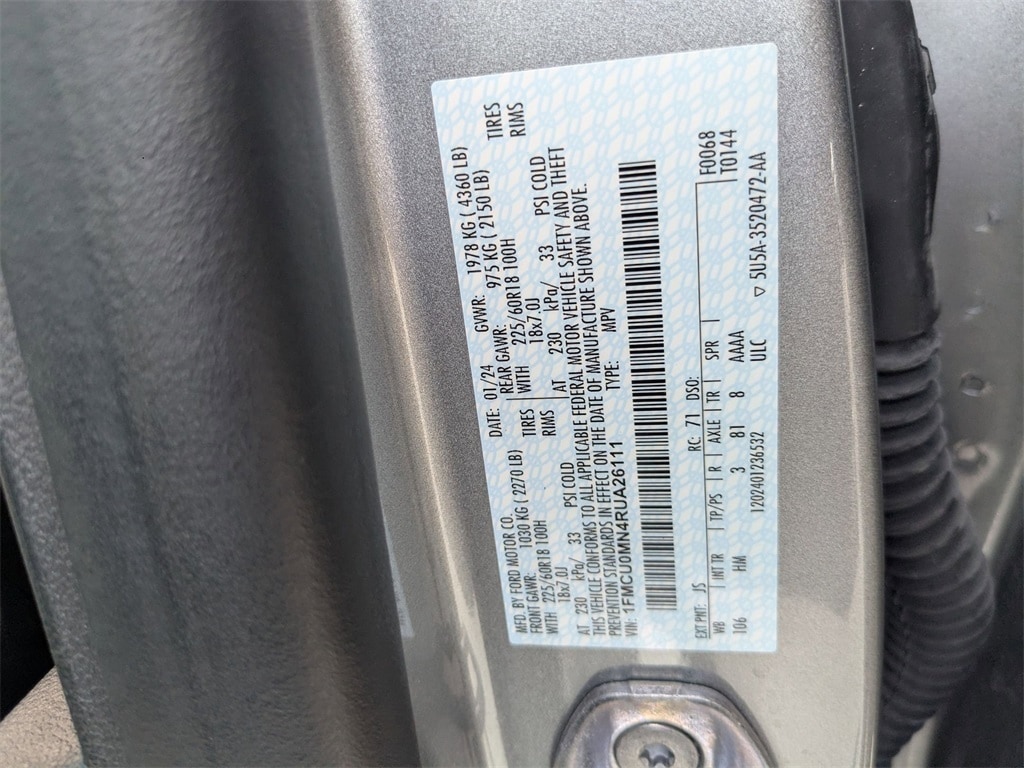 MFD. BY FORD MOTOR CO. DATE: 01/24 GVWR: 1978 KG ( 4360 LB)
FRONT GAWR: 1030 KG ( 2270 LB) REAR GAWR: 975 KG ( 2150 LB)
WITH 225/60R18 100H TIRES WITH 225/60R18 100H TIRES
18x7.0J RIMS 18x7.0J RIMS
AT 230 kPa/ 33 PSI COLD AT 230 kPa/ 33 PSI COLD
THIS VEHICLE CONFORMS TO ALL APPLICABLE FEDERAL MOTOR VEHICLE SAFETY AND THEFT
PREVENTION STANDARDS IN EFFECT ON THE DATE OF MANUFACTURE SHOWN ABOVE.
VIN: 1FMCU0MN4RUA26111 TYPE: MPV
F0068
EXT PNT: JS RC: 71 DSO: T0144
WB INT TR TP/PS R AXLE TR SPR
106 HM 3 81 8 AAAA
1202401236532 ULC ▽ 5U5A-3520472-AA